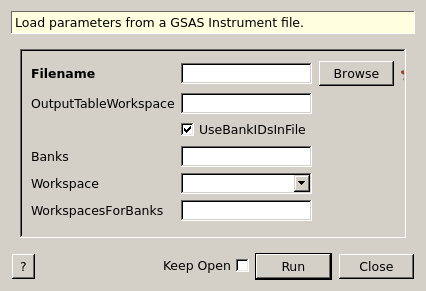 Load parameters from a GSAS Instrument file.
Filename Browse
OutputTableWorkspace
UseBankIDsInFile
Banks
Workspace
WorkspacesForBanks
? Keep Open Run Close